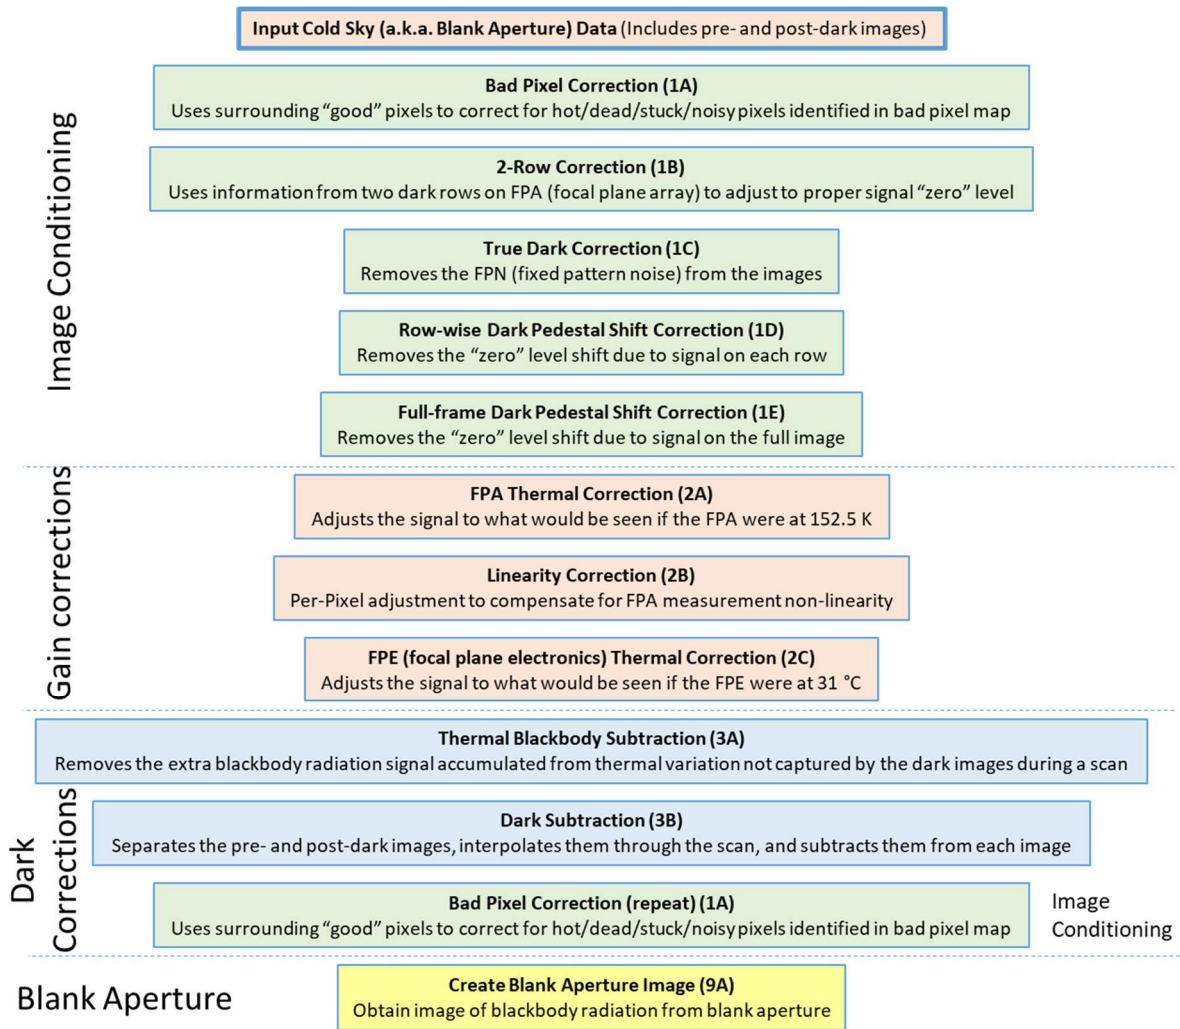 Input Cold Sky (a.k.a. Blank Aperture) Data (Includes pre- and post-dark images)
Image Conditioning
Bad Pixel Correction (1A)
Uses surrounding “good” pixels to correct for hot/dead/stuck/noisy pixels identified in bad pixel map
2-Row Correction (1B)
Uses information from two dark rows on FPA (focal plane array) to adjust to proper signal “zero” level
True Dark Correction (1C)
Removes the FPN (fixed pattern noise) from the images
Row-wise Dark Pedestal Shift Correction (1D)
Removes the “zero” level shift due to signal on each row
Full-frame Dark Pedestal Shift Correction (1E)
Removes the “zero” level shift due to signal on the full image
Gain corrections
FPA Thermal Correction (2A)
Adjusts the signal to what would be seen if the FPA were at 152.5 K
Linearity Correction (2B)
Per-Pixel adjustment to compensate for FPA measurement non-linearity
FPE (focal plane electronics) Thermal Correction (2C)
Adjusts the signal to what would be seen if the FPE were at 31 °C
Dark
Corrections
Thermal Blackbody Subtraction (3A)
Removes the extra blackbody radiation signal accumulated from thermal variation not captured by the dark images during a scan
Dark Subtraction (3B)
Separates the pre- and post-dark images, interpolates them through the scan, and subtracts them from each image
Bad Pixel Correction (repeat) (1A)
Uses surrounding “good” pixels to correct for hot/dead/stuck/noisy pixels identified in bad pixel map
Image
Conditioning
Blank Aperture
Create Blank Aperture Image (9A)
Obtain image of blackbody radiation from blank aperture